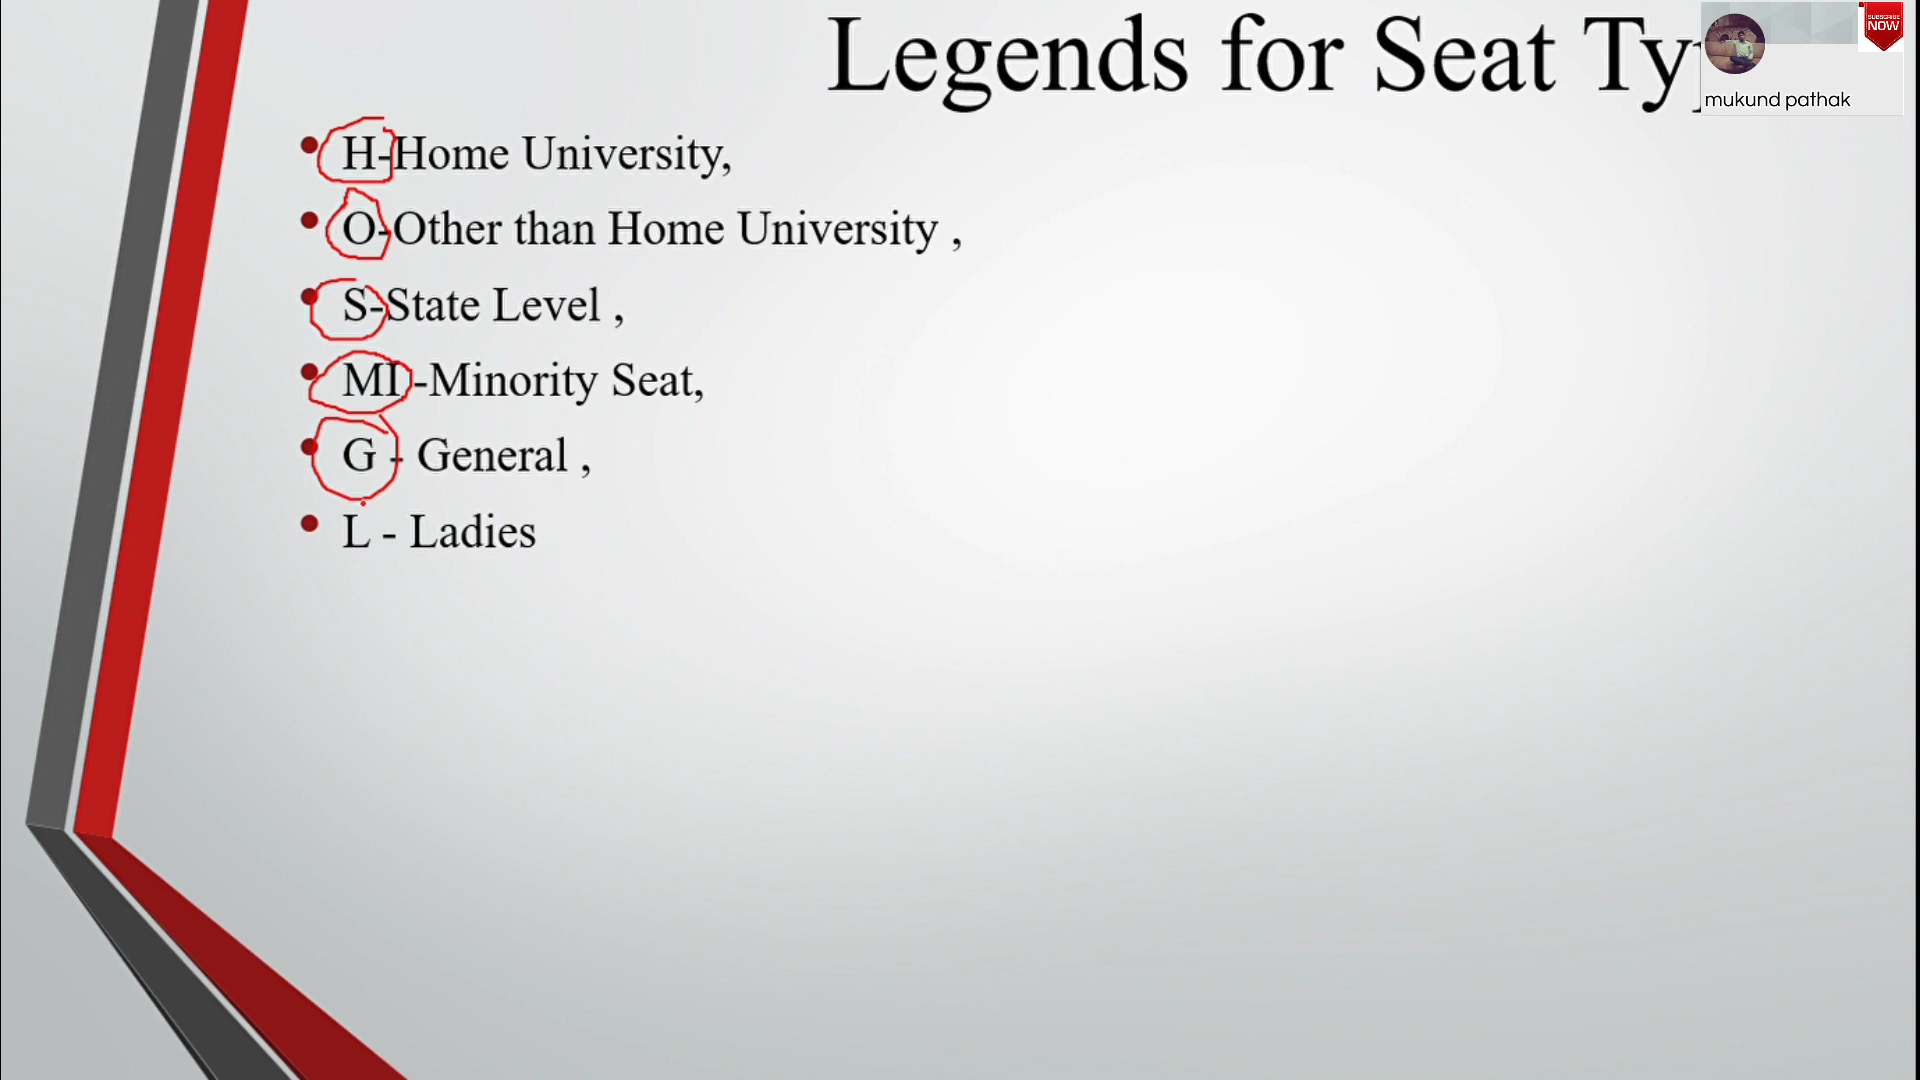 Legends for Seat Ty
SUBSCRIBE
NOW
mukund pathak
• H-Home University,
• O-Other than Home University ,
• S-State Level ,
• MI-Minority Seat,
• G - General ,
• L - Ladies